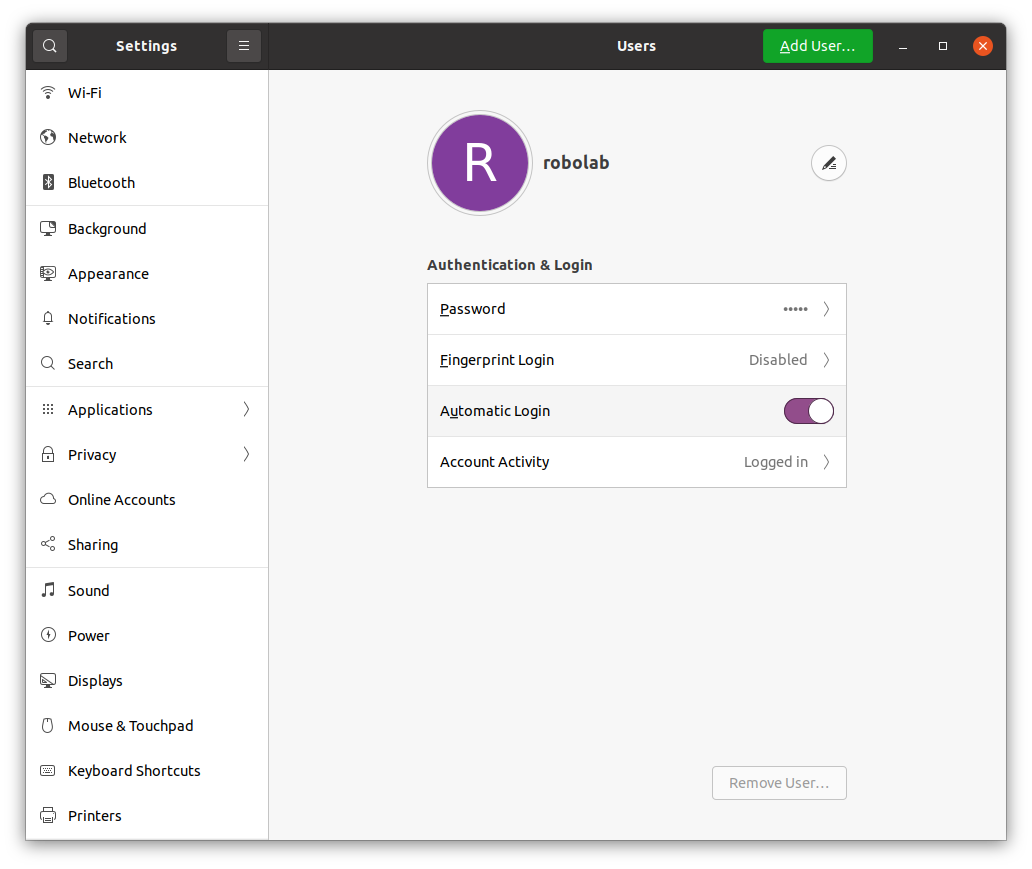 Settings
Users
Add User...
Wi-Fi
Network
Bluetooth
Background
Appearance
Notifications
Search
Applications
Privacy
Online Accounts
Sharing
Sound
Power
Displays
Mouse & Touchpad
Keyboard Shortcuts
Printers
R
robolab
Authentication & Login
Password •••••
Fingerprint Login Disabled
Automatic Login
Account Activity Logged in
Remove User...